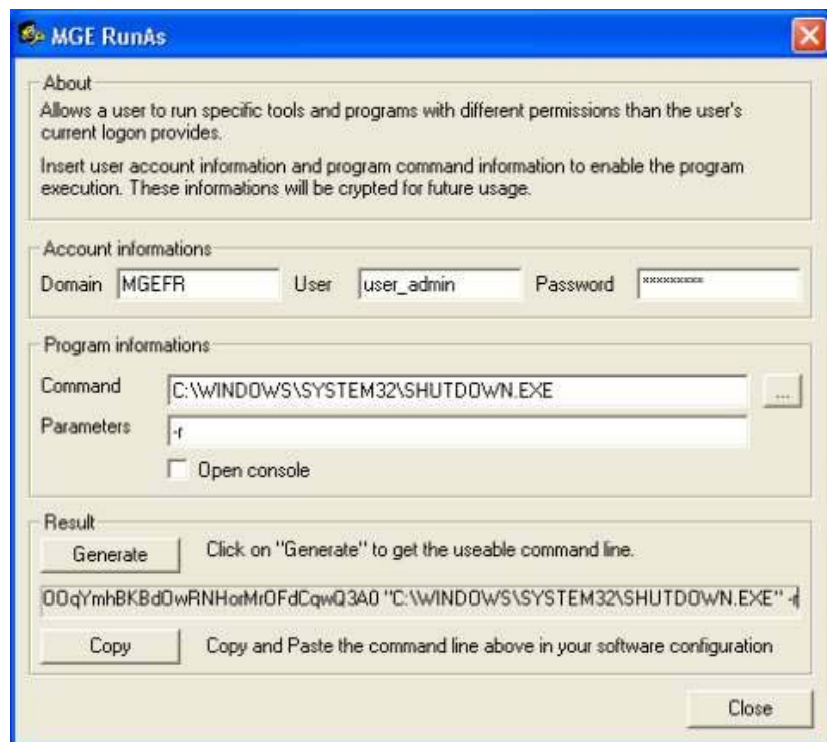 MGE RunAs
About
Allows a user to run specific tools and programs with different permissions than the user's
current logon provides.
Insert user account information and program command information to enable the program
execution. These informations will be crypted for future usage.
Account informations
Domain MGEFR User user_admin Password *********
Program informations
Command C:\WINDOWS\SYSTEM32\SHUTDOWN.EXE ...
Parameters -r
Open console
Result
Generate Click on "Generate" to get the useable command line.
OOqYmhBKBdOwRNHorMrOFdCqwQ3A0 "C:\WINDOWS\SYSTEM32\SHUTDOWN.EXE" -r
Copy Copy and Paste the command line above in your software configuration
Close